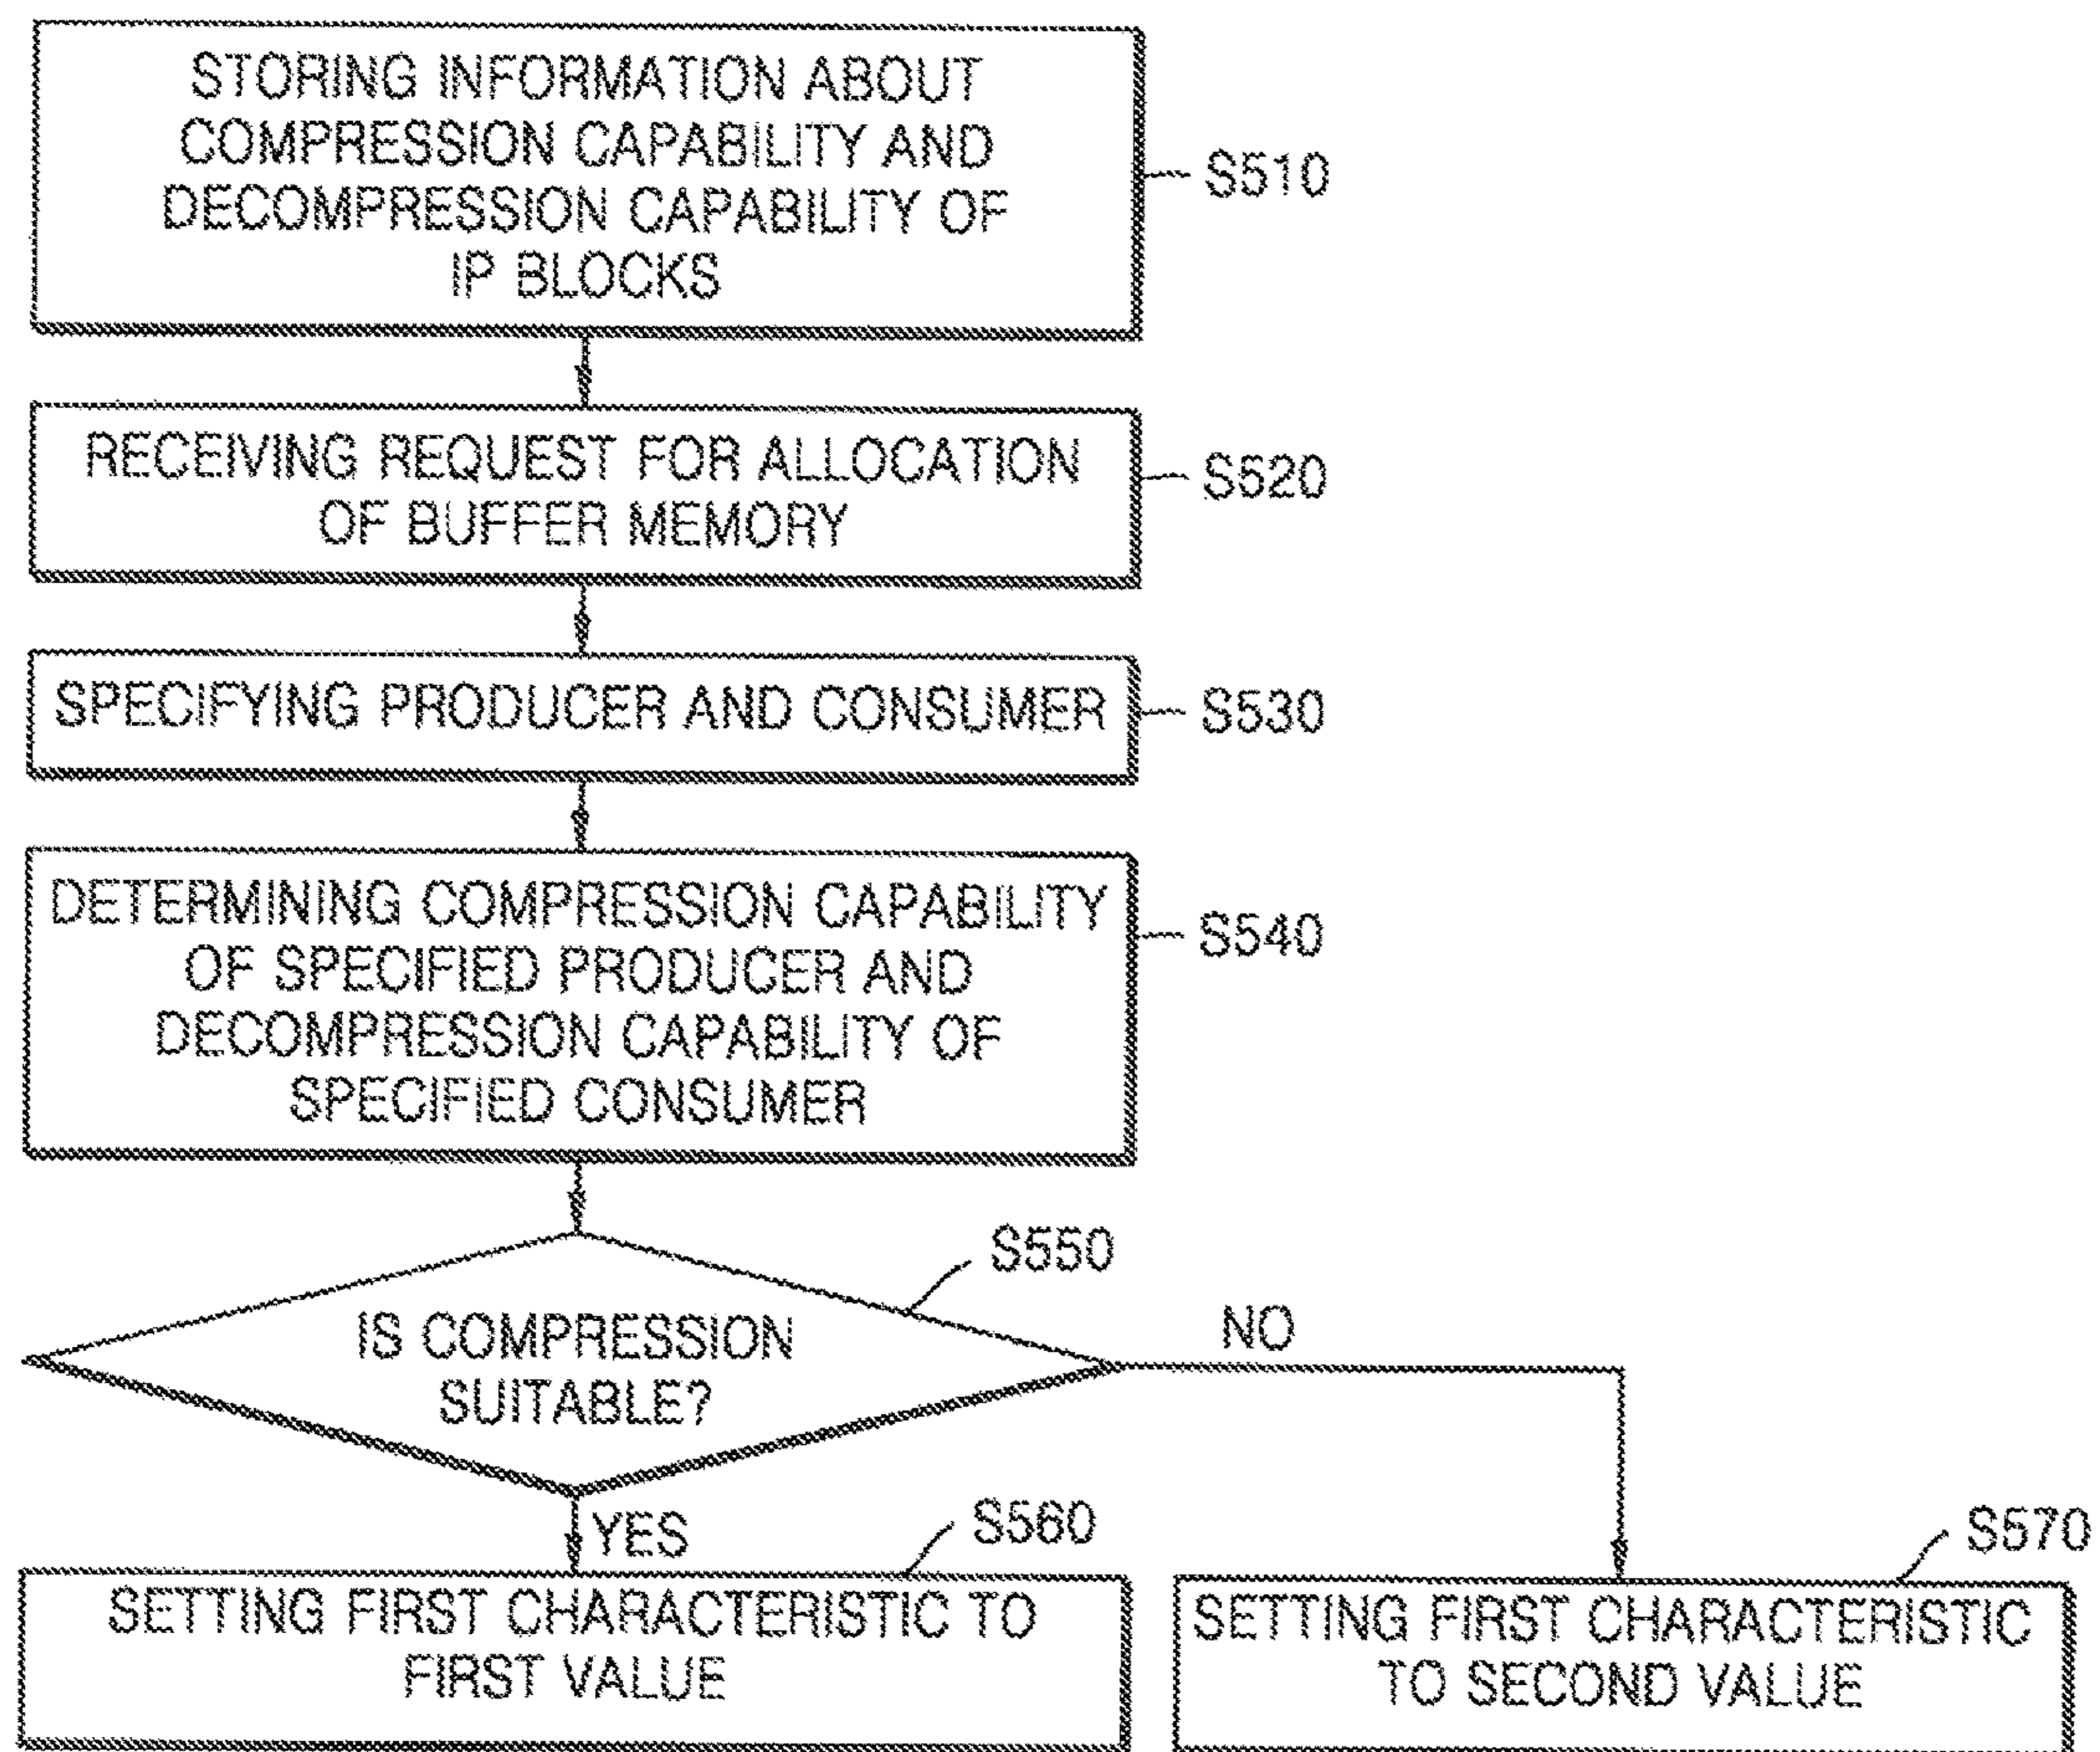 STORING INFORMATION ABOUT
COMPRESSION CAPABILITY AND
DECOMPRESSION CAPABILITY OF
IP BLOCKS
S510
RECEIVING REQUEST FOR ALLOCATION
OF BUFFER MEMORY
S520
SPECIFYING PRODUCER AND CONSUMER
S530
DETERMINING COMPRESSION CAPABILITY
OF SPECIFIED PRODUCER AND
DECOMPRESSION CAPABILITY OF
SPECIFIED CONSUMER
S540
S550
IS COMPRESSION
SUITABLE?
NO
YES
S560
SETTING FIRST CHARACTERISTIC TO
FIRST VALUE
S570
SETTING FIRST CHARACTERISTIC
TO SECOND VALUE